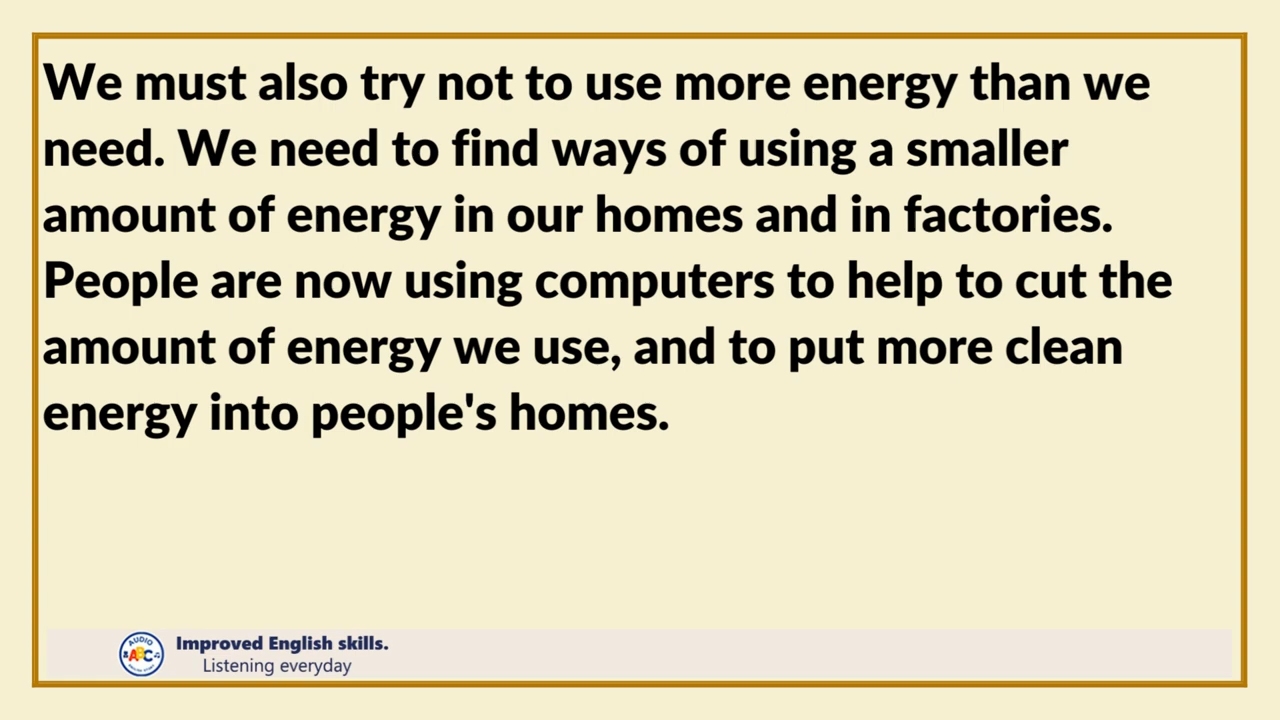 We must also try not to use more energy than we
need. We need to find ways of using a smaller
amount of energy in our homes and in factories.
People are now using computers to help to cut the
amount of energy we use, and to put more clean
energy into people's homes.
AUDIO
ABC
Improved English skills.
Listening everyday